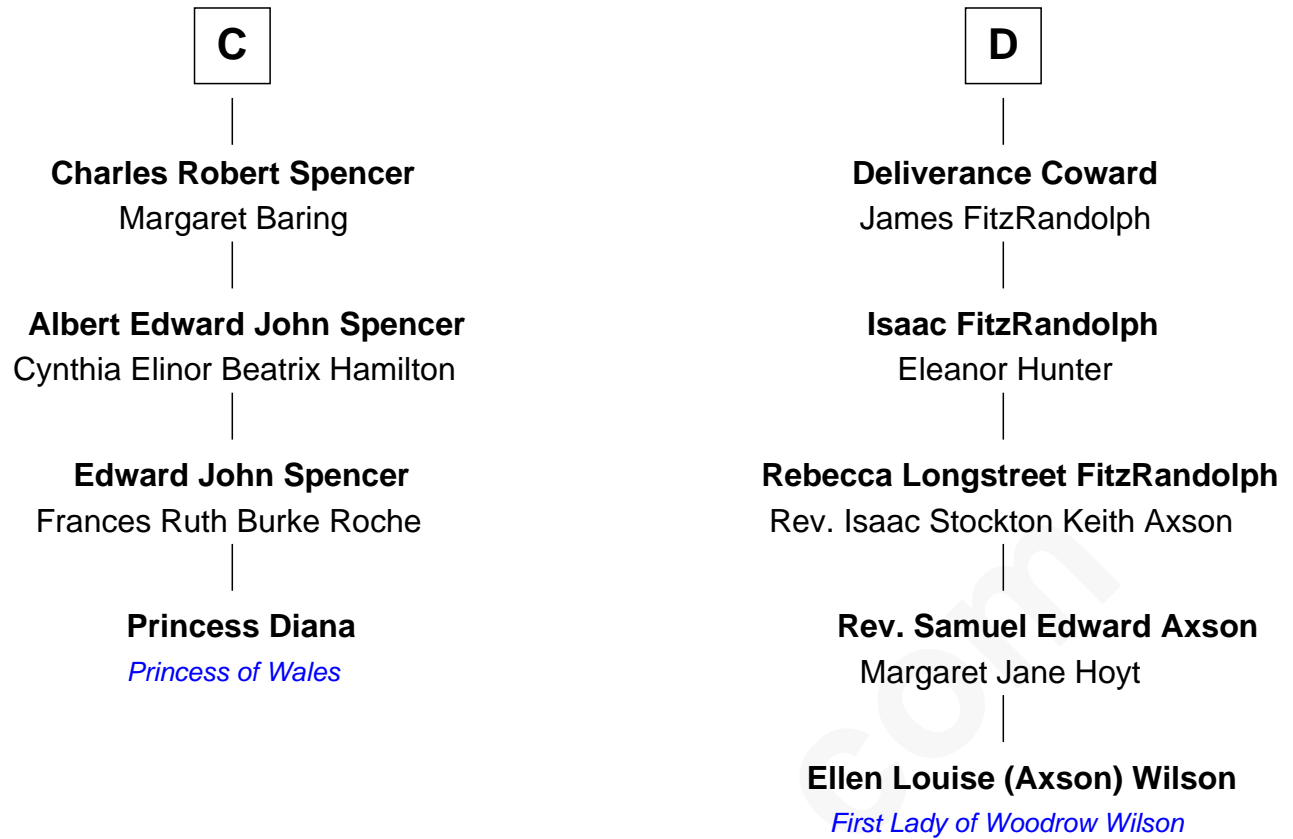 C
Charles Robert Spencer
Margaret Baring
Albert Edward John Spencer
Cynthia Elinor Beatrix Hamilton
Edward John Spencer
Frances Ruth Burke Roche
Princess Diana
Princess of Wales
D
Deliverance Coward
James FitzRandolph
Isaac FitzRandolph
Eleanor Hunter
Rebecca Longstreet FitzRandolph
Rev. Isaac Stockton Keith Axson
Rev. Samuel Edward Axson
Margaret Jane Hoyt
Ellen Louise (Axson) Wilson
First Lady of Woodrow Wilson
com